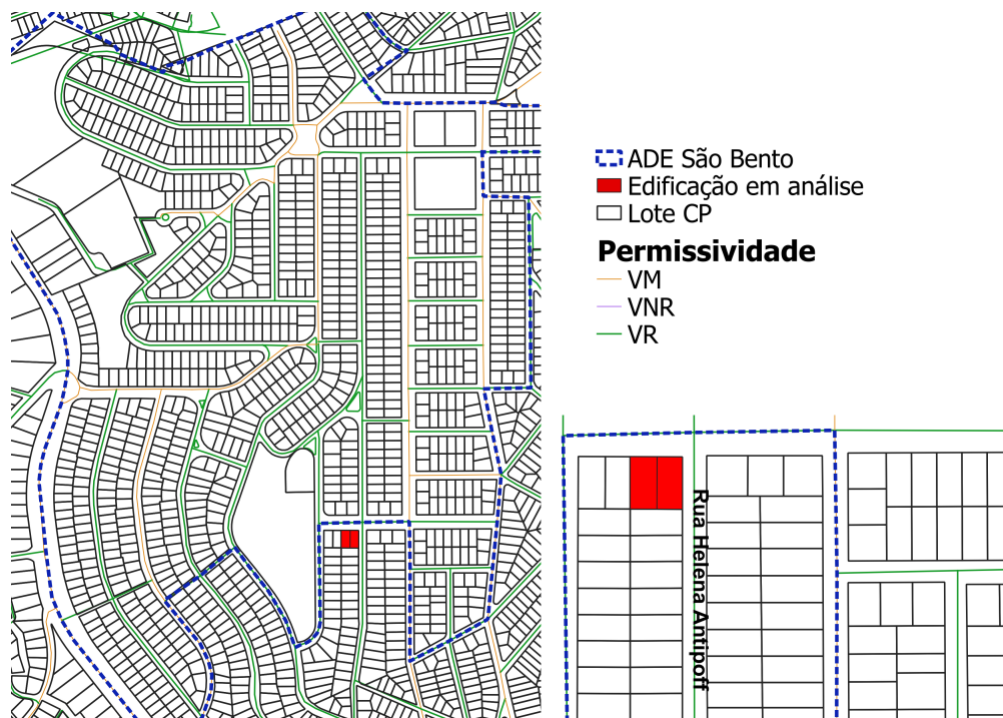 ADE São Bento
Edificação em análise
Lote CP
Permissividade
VM
VNR
VR
Rua Helena Antipoff